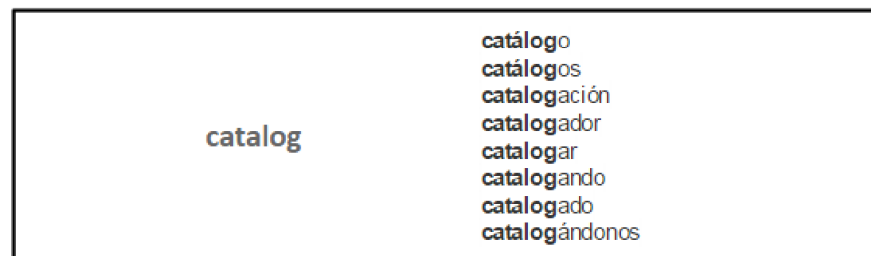 catalog
catálogo
catálogos
catalogación
catalogador
catalogar
catalogando
catalogado
catalogándonos